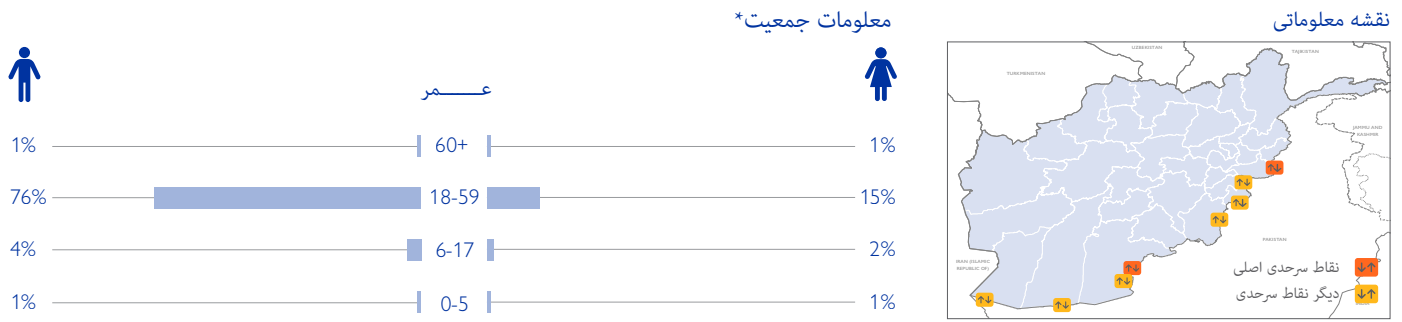 نقشه معلوماتی
معلومات جمعیت*
عـــــمر
1% 60+ 1%
76% 18-59 15%
4% 6-17 2%
1% 0-5 1%
UZBEKISTAN
TAJIKISTAN
TURKMENISTAN
JAMMU AND
KASHMIR
PAKISTAN
IRAN (ISLAMIC
REPUBLIC OF)
نقاط سرحدی اصلی
دیگر نقاط سرحدی